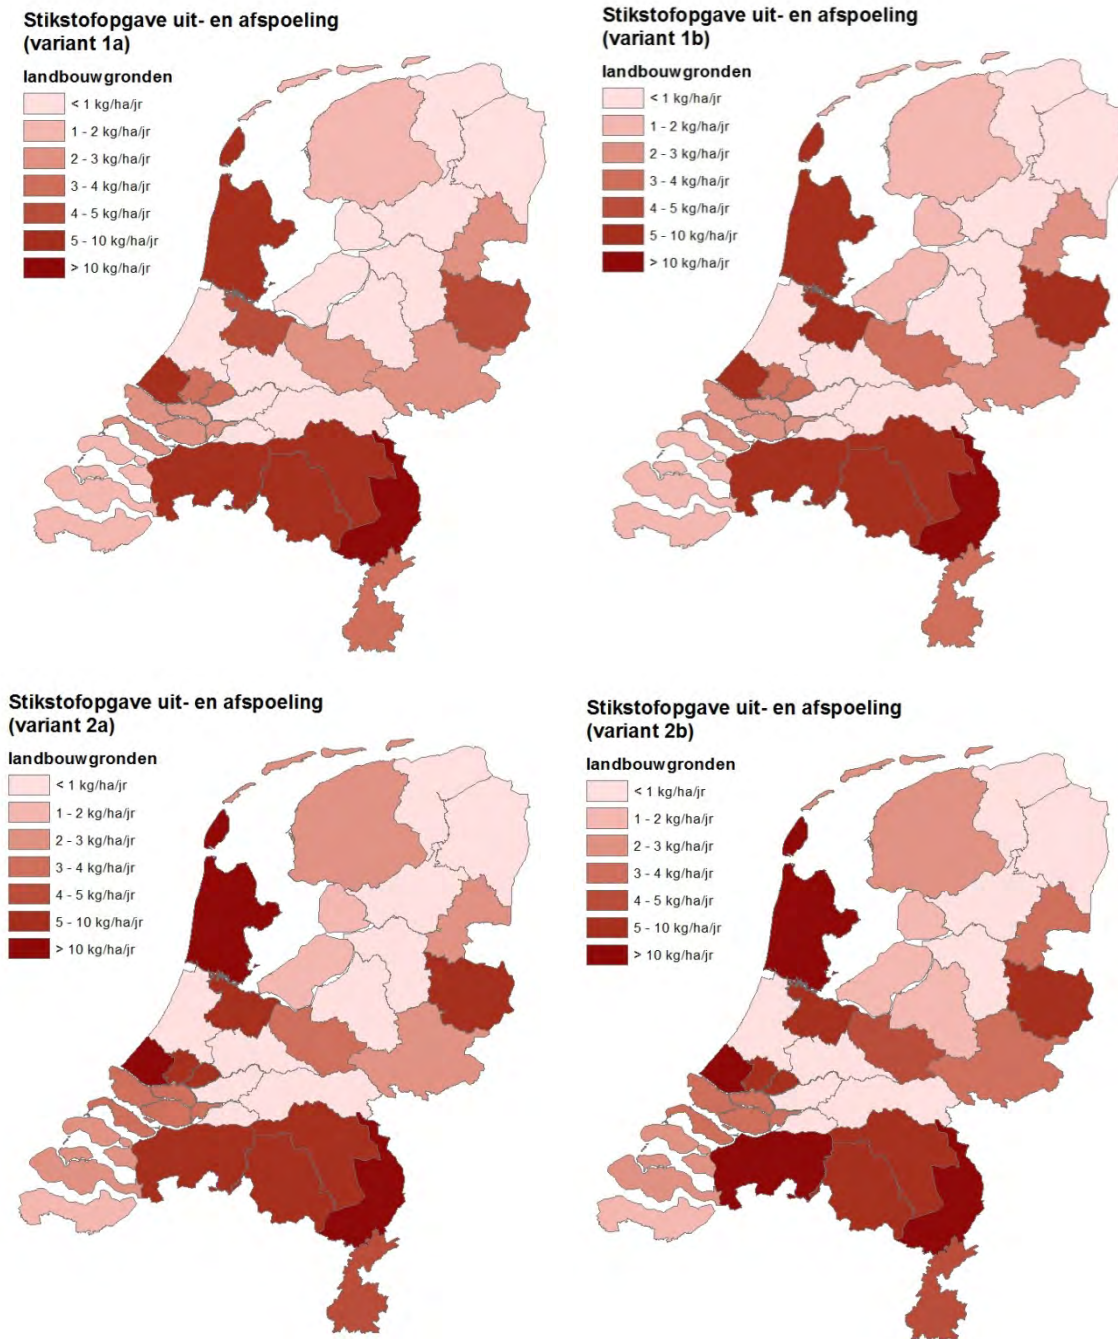 Stikstofopgave uit- en afspoeling
(variant 1a)
landbouwgronden
< 1 kg/ha/jr
1 - 2 kg/ha/jr
2 - 3 kg/ha/jr
3 - 4 kg/ha/jr
4 - 5 kg/ha/jr
5 - 10 kg/ha/jr
> 10 kg/ha/jr
Stikstofopgave uit- en afspoeling
(variant 1b)
landbouwgronden
< 1 kg/ha/jr
1 - 2 kg/ha/jr
2 - 3 kg/ha/jr
3 - 4 kg/ha/jr
4 - 5 kg/ha/jr
5 - 10 kg/ha/jr
> 10 kg/ha/jr
Stikstofopgave uit- en afspoeling
(variant 2a)
landbouwgronden
< 1 kg/ha/jr
1 - 2 kg/ha/jr
2 - 3 kg/ha/jr
3 - 4 kg/ha/jr
4 - 5 kg/ha/jr
5 - 10 kg/ha/jr
> 10 kg/ha/jr
Stikstofopgave uit- en afspoeling
(variant 2b)
landbouwgronden
< 1 kg/ha/jr
1 - 2 kg/ha/jr
2 - 3 kg/ha/jr
3 - 4 kg/ha/jr
4 - 5 kg/ha/jr
5 - 10 kg/ha/jr
> 10 kg/ha/jr